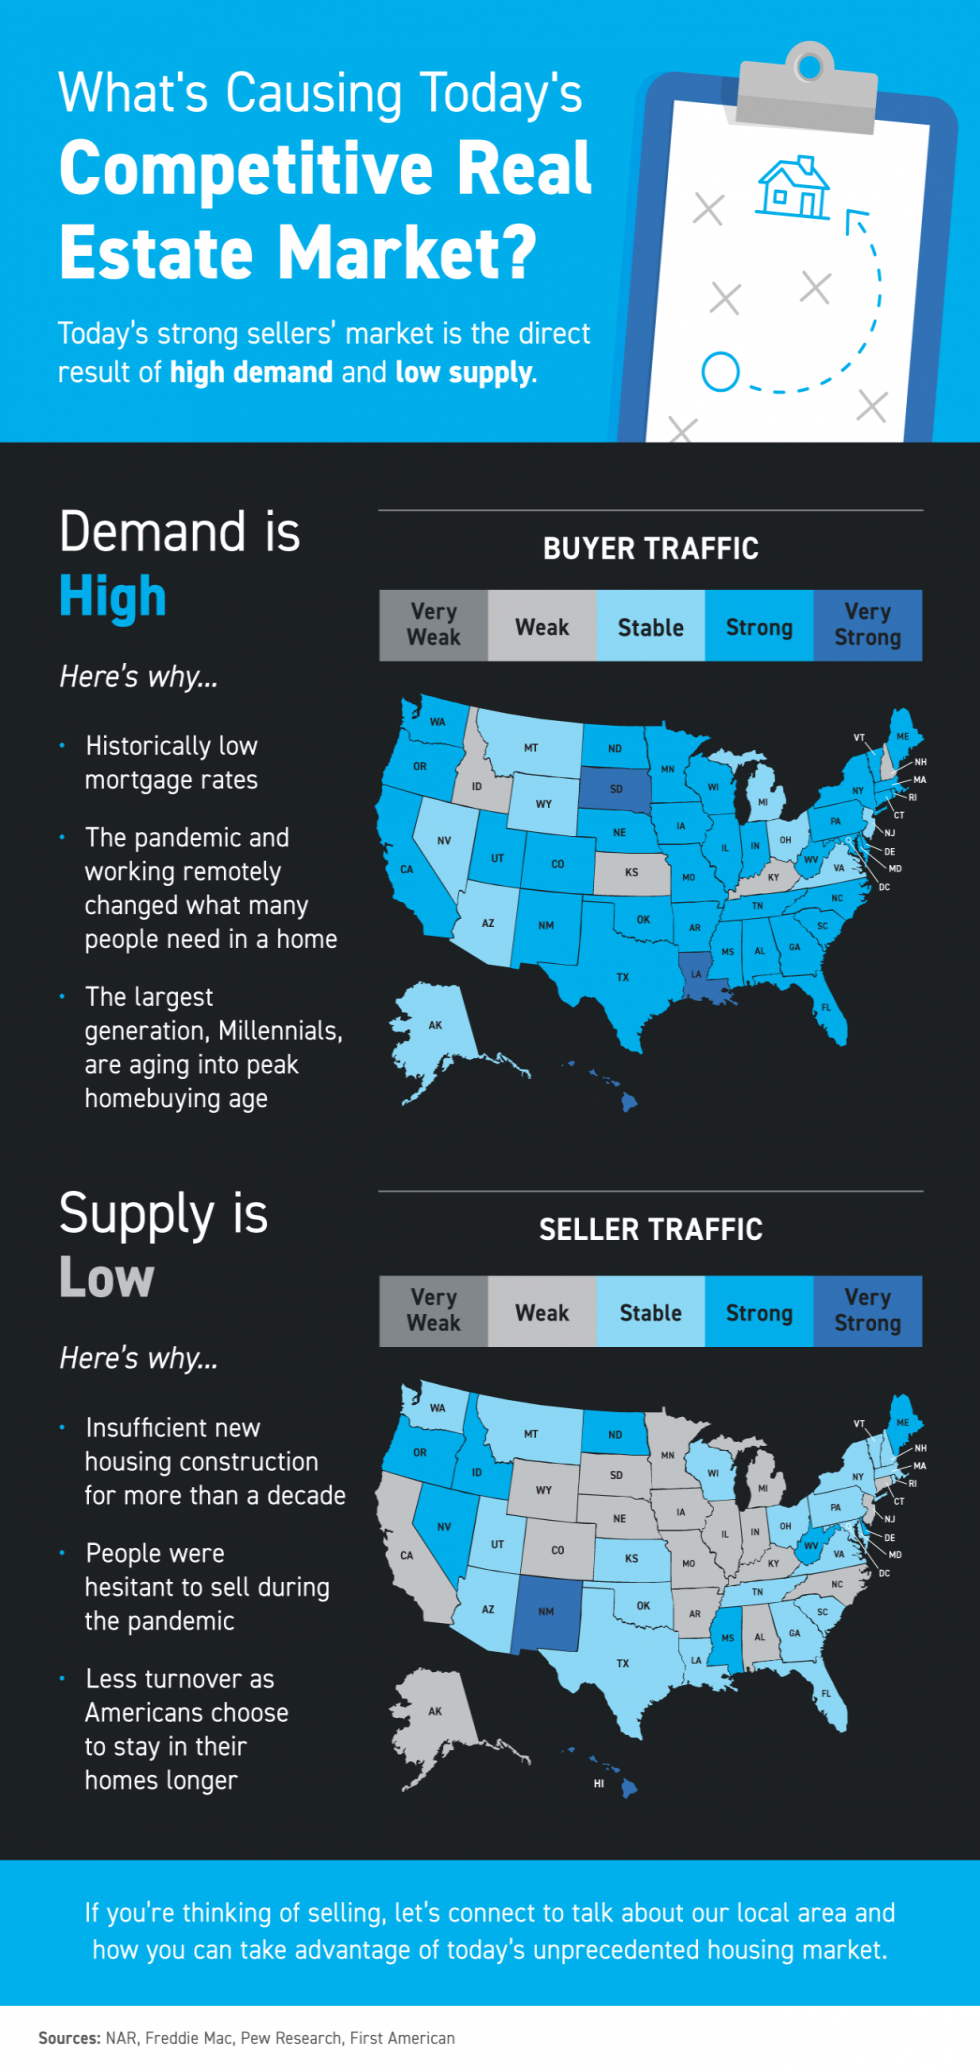 What's Causing Today's
Competitive Real
Estate Market?
Today's strong sellers' market is the direct
result of high demand and low supply.
Demand is
High
Here's why...
• Historically low
mortgage rates
• The pandemic and
working remotely
changed what many
people need in a home
• The largest
generation, Millennials,
are aging into peak
homebuying age
BUYER TRAFFIC
Very
Weak
Weak
Stable
Strong
Very
Strong
WA
OR
CA
ID
NV
MT
WY
UT
AZ
CO
NM
ND
SD
NE
KS
OK
TX
MN
IA
MO
AR
LA
WI
IL
MI
IN
OH
KY
TN
MS
AL
GA
FL
SC
NC
VA
WV
PA
NY
VT
ME
NH
MA
RI
CT
NJ
DE
MD
DC
AK
Supply is
Low
Here's why...
• Insufficient new
housing construction
for more than a decade
• People were
hesitant to sell during
the pandemic
• Less turnover as
Americans choose
to stay in their
homes longer
SELLER TRAFFIC
Very
Weak
Weak
Stable
Strong
Very
Strong
WA
OR
CA
ID
NV
MT
WY
UT
AZ
CO
NM
ND
SD
NE
KS
OK
TX
MN
IA
MO
AR
LA
WI
IL
MI
IN
OH
KY
TN
MS
AL
GA
FL
SC
NC
VA
WV
PA
NY
VT
ME
NH
MA
RI
CT
NJ
DE
MD
DC
AK
HI
If you're thinking of selling, let's connect to talk about our local area and
how you can take advantage of today's unprecedented housing market.
Sources: NAR, Freddie Mac, Pew Research, First American